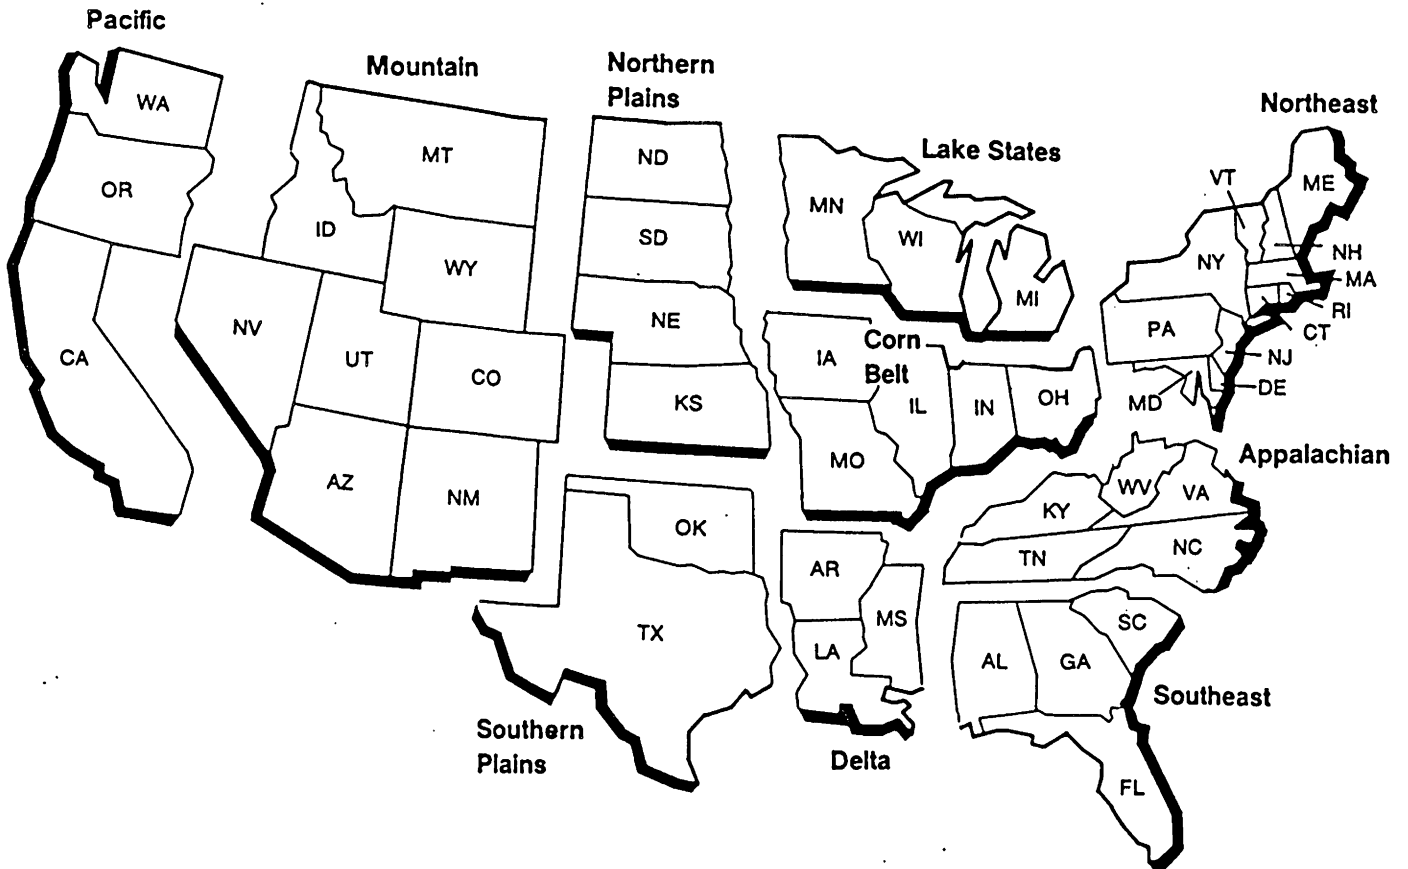 Pacific
WA
OR
CA
Mountain
MT
ID
WY
NV
UT
CO
AZ
NM
Northern
Plains
ND
SD
NE
KS
Lake States
MN
WI
MI
Corn
Belt
IA
IL
IN
OH
MO
Northeast
ME
VT
NH
NY
MA
RI
CT
PA
NJ
DE
MD
Appalachian
WV
VA
KY
TN
NC
Southern
Plains
OK
TX
Delta
AR
MS
LA
Southeast
SC
AL
GA
FL